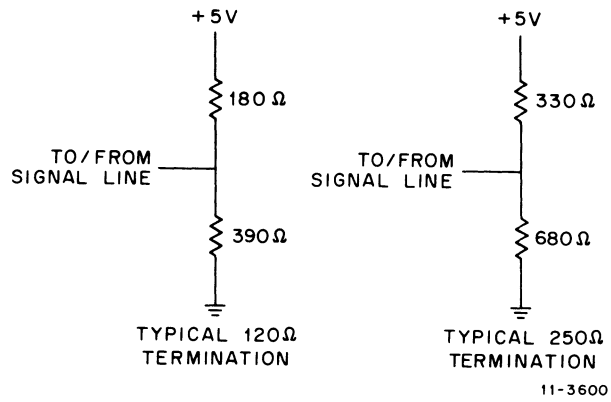 +5V
180Ω
TO/FROM
SIGNAL LINE
390Ω
TYPICAL 120Ω
TERMINATION
+5V
330Ω
TO/FROM
SIGNAL LINE
680Ω
TYPICAL 250Ω
TERMINATION
11-3600